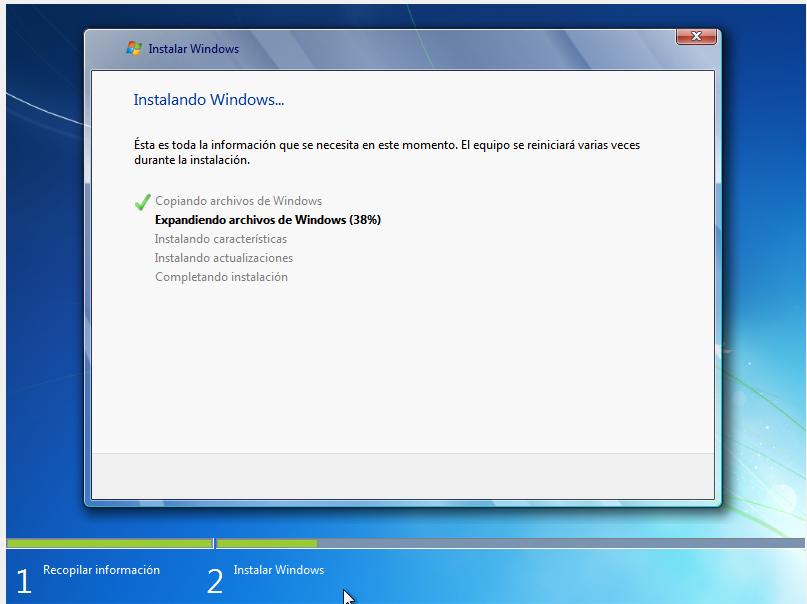 Instalar Windows
Instalando Windows...
Ésta es toda la información que se necesita en este momento. El equipo se reiniciará varias veces
durante la instalación.
Copiando archivos de Windows
Expandiendo archivos de Windows (38%)
Instalando características
Instalando actualizaciones
Completando instalación
1 Recopilar información 2 Instalar Windows